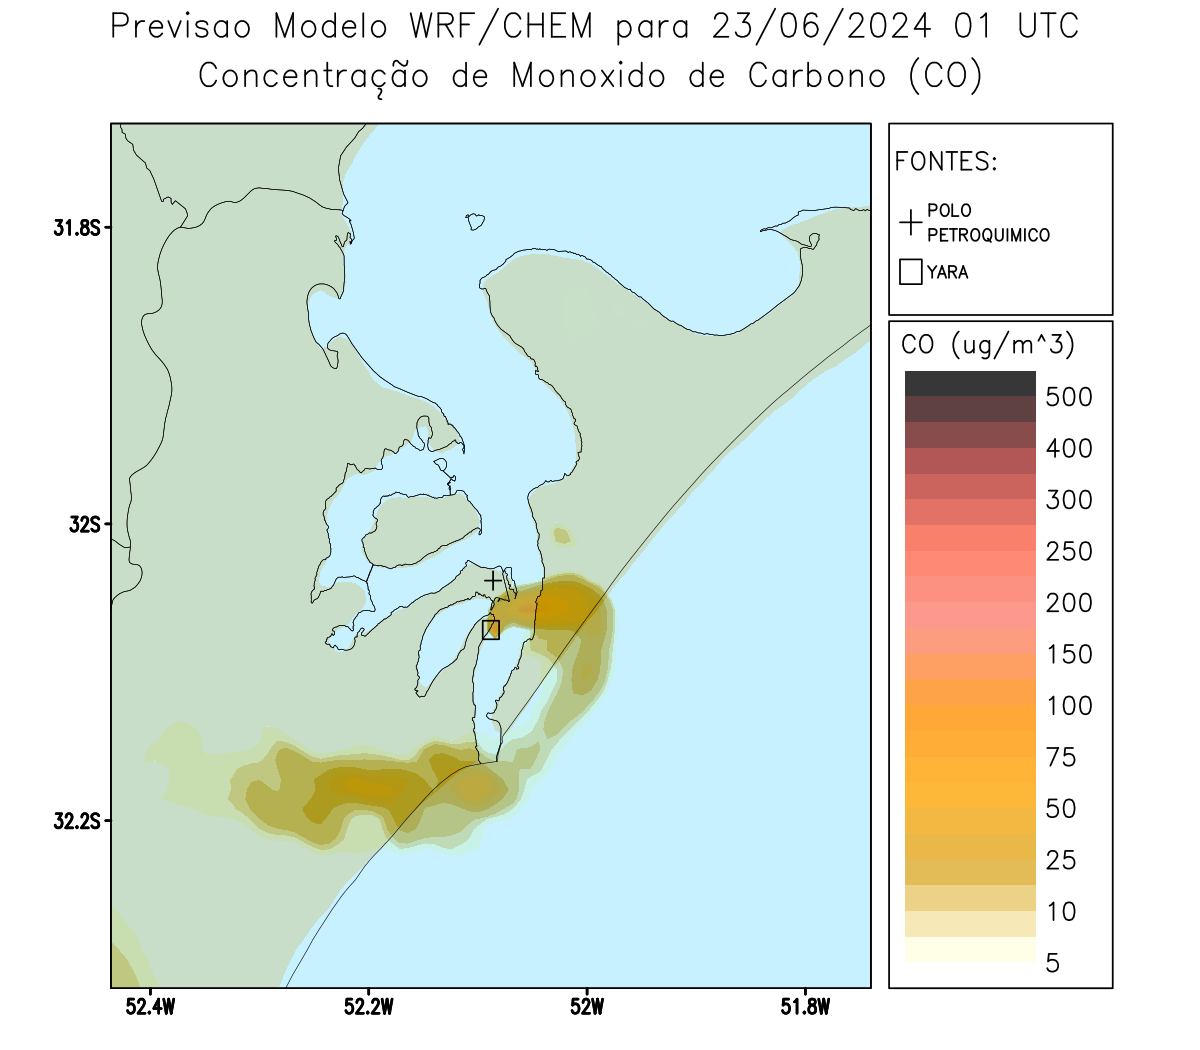 Previsao Modelo WRF/CHEM para 23/06/2024 01 UTC
Concentração de Monoxido de Carbono (CO)
FONTES:
POLO
PETROQUIMICO
YARA
CO (ug/m^3)
500
400
300
250
200
150
100
75
50
25
10
5
31.8S
32S
32.2S
52.4W
52.2W
52W
51.8W